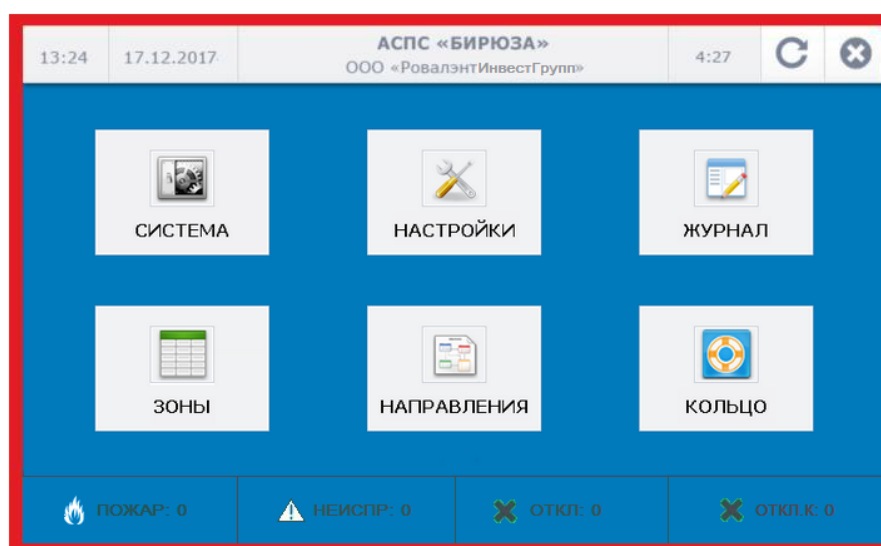 13:24 17.12.2017 АСПС «БИРЮЗА» 4:27
ООО «РовалэнтИнвестГрупп»
СИСТЕМА НАСТРОЙКИ ЖУРНАЛ
ЗОНЫ НАПРАВЛЕНИЯ КОЛЬЦО
ПОЖАР: 0 НЕИСПР: 0 ОТКЛ: 0 ОТКЛ.К: 0